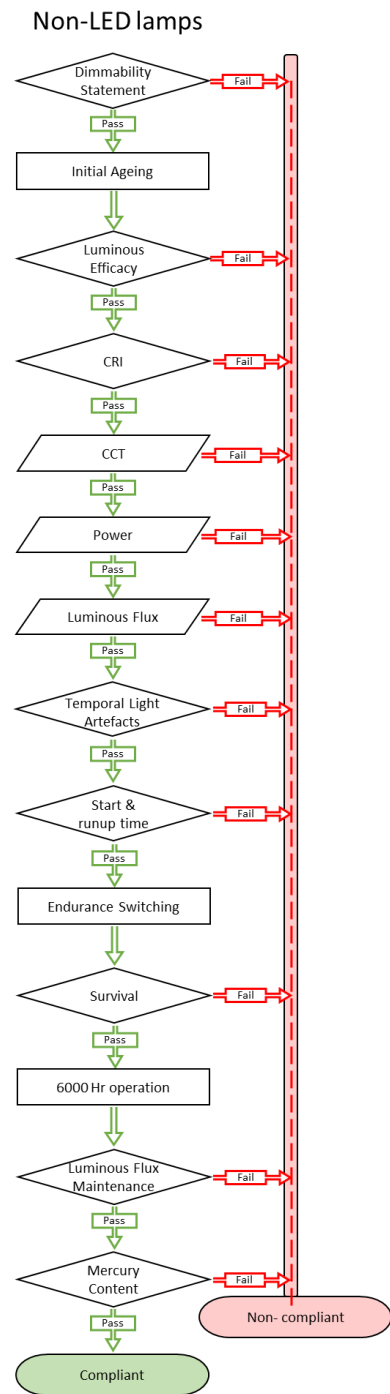 Non-LED lamps
Dimmability
Statement
Fail
Pass
Initial Ageing
Luminous
Efficacy
Fail
Pass
CRI
Fail
Pass
CCT
Fail
Pass
Power
Fail
Pass
Luminous Flux
Fail
Pass
Temporal Light
Artefacts
Fail
Pass
Start &
runup time
Fail
Pass
Endurance Switching
Survival
Fail
Pass
6000 Hr operation
Luminous Flux
Maintenance
Fail
Pass
Mercury
Content
Fail
Pass
Non- compliant
Compliant